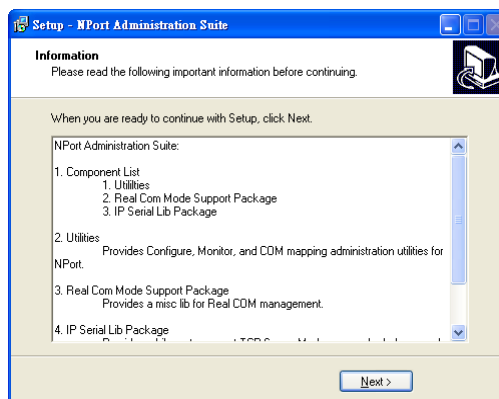 Setup - NPort Administration Suite
Information
Please read the following important information before continuing.
When you are ready to continue with Setup, click Next.
NPort Administration Suite:
1. Component List
1. Utililties
2. Real Com Mode Support Package
3. IP Serial Lib Package
2. Utilities
Provides Configure, Monitor, and COM mapping administration utilities for
NPort.
3. Real Com Mode Support Package
Provides a misc lib for Real COM management.
4. IP Serial Lib Package
Next >